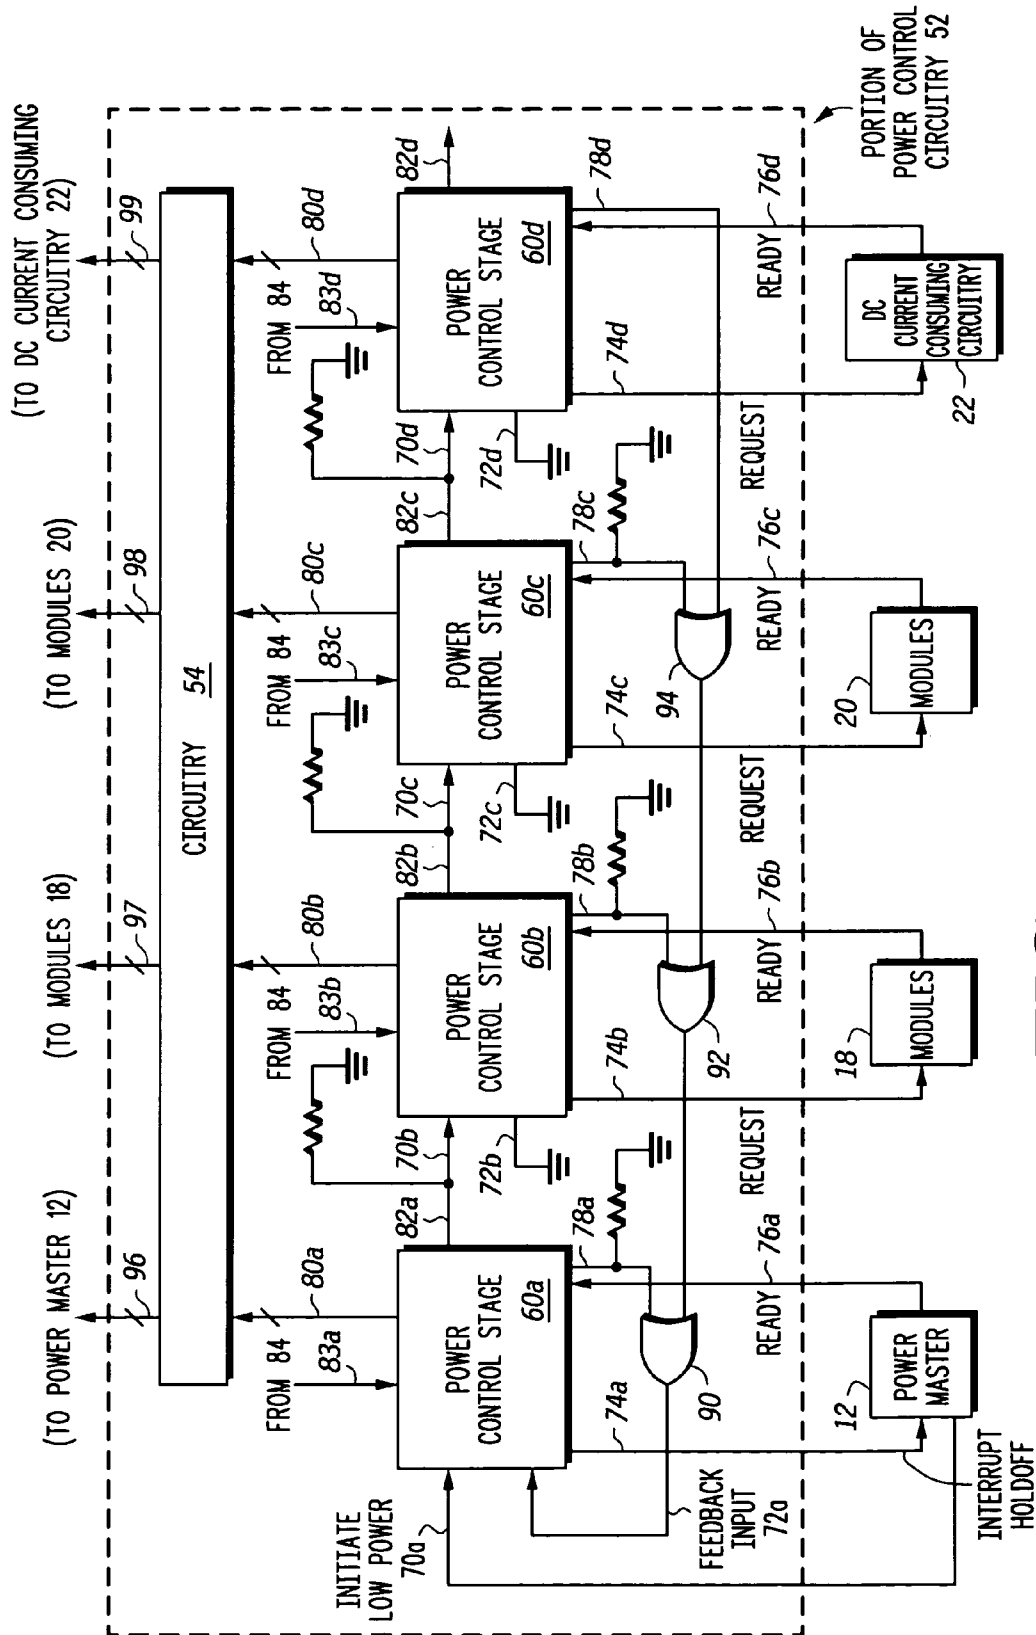 (TO POWER MASTER 12)
(TO MODULES 18)
(TO MODULES 20)
(TO DC CURRENT CONSUMING
CIRCUITRY 22)
96
97
98
99
CIRCUITRY 54
FROM 84
83a
80a
FROM 84
83b
80b
FROM 84
83c
80c
FROM 84
83d
80d
INITIATE
LOW POWER
70a
POWER
CONTROL STAGE
60a
82a
70b
72b
POWER
CONTROL STAGE
60b
82b
70c
72c
POWER
CONTROL STAGE
60c
82c
70d
72d
POWER
CONTROL STAGE
60d
82d
FEEDBACK
INPUT
72a
74a
90
78a
74b
92
78b
74c
94
78c
74d
78d
READY
76a
REQUEST
READY
76b
REQUEST
READY
76c
REQUEST
READY
76d
PORTION OF
POWER CONTROL
CIRCUITRY 52
INTERRUPT
HOLDOFF
12
POWER
MASTER
18
MODULES
20
MODULES
22
DC
CURRENT
CONSUMING
CIRCUITRY